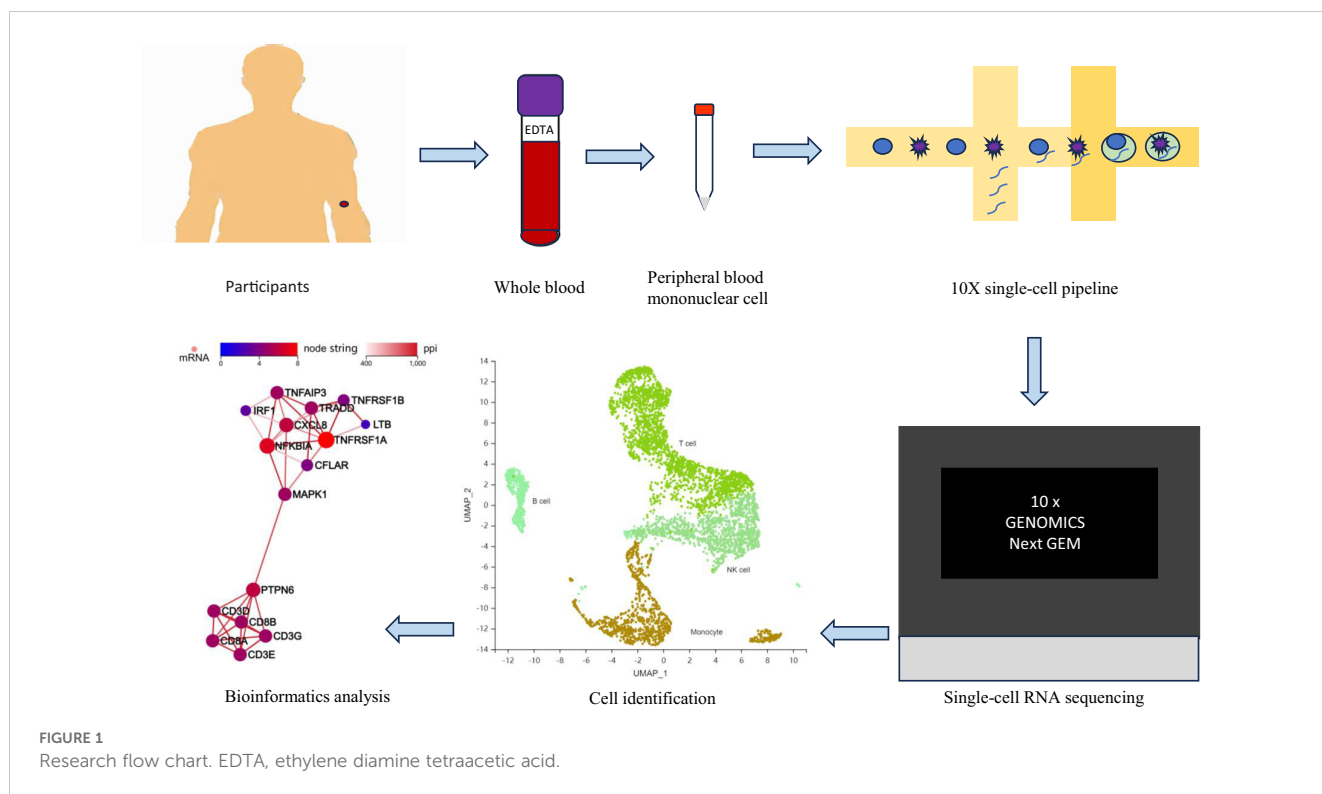 EDTA
Participants
Whole blood
Peripheral blood
mononuclear cell
10X single-cell pipeline
mRNA
0
4
8
node string
400
1,000
ppi
TNFAIP3
TNFRSF1B
IRF1
TRADD
LTB
CXCL8
NFKBIA
TNFRSF1A
CFLAR
MAPK1
PTPN6
CD3D
CD8B
CD8A
CD3G
CD3E
Bioinformatics analysis
UMAP_2
14
12
10
8
6
4
2
0
-2
-4
-6
-8
-10
-12
-14
T cell
B cell
NK cell
Monocyte
-12 -10 -8 -6 -4 -2 0 2 4 6 8 10
UMAP_1
Cell identification
10 x
GENOMICS
Next GEM
Single-cell RNA sequencing
FIGURE 1
Research flow chart. EDTA, ethylene diamine tetraacetic acid.